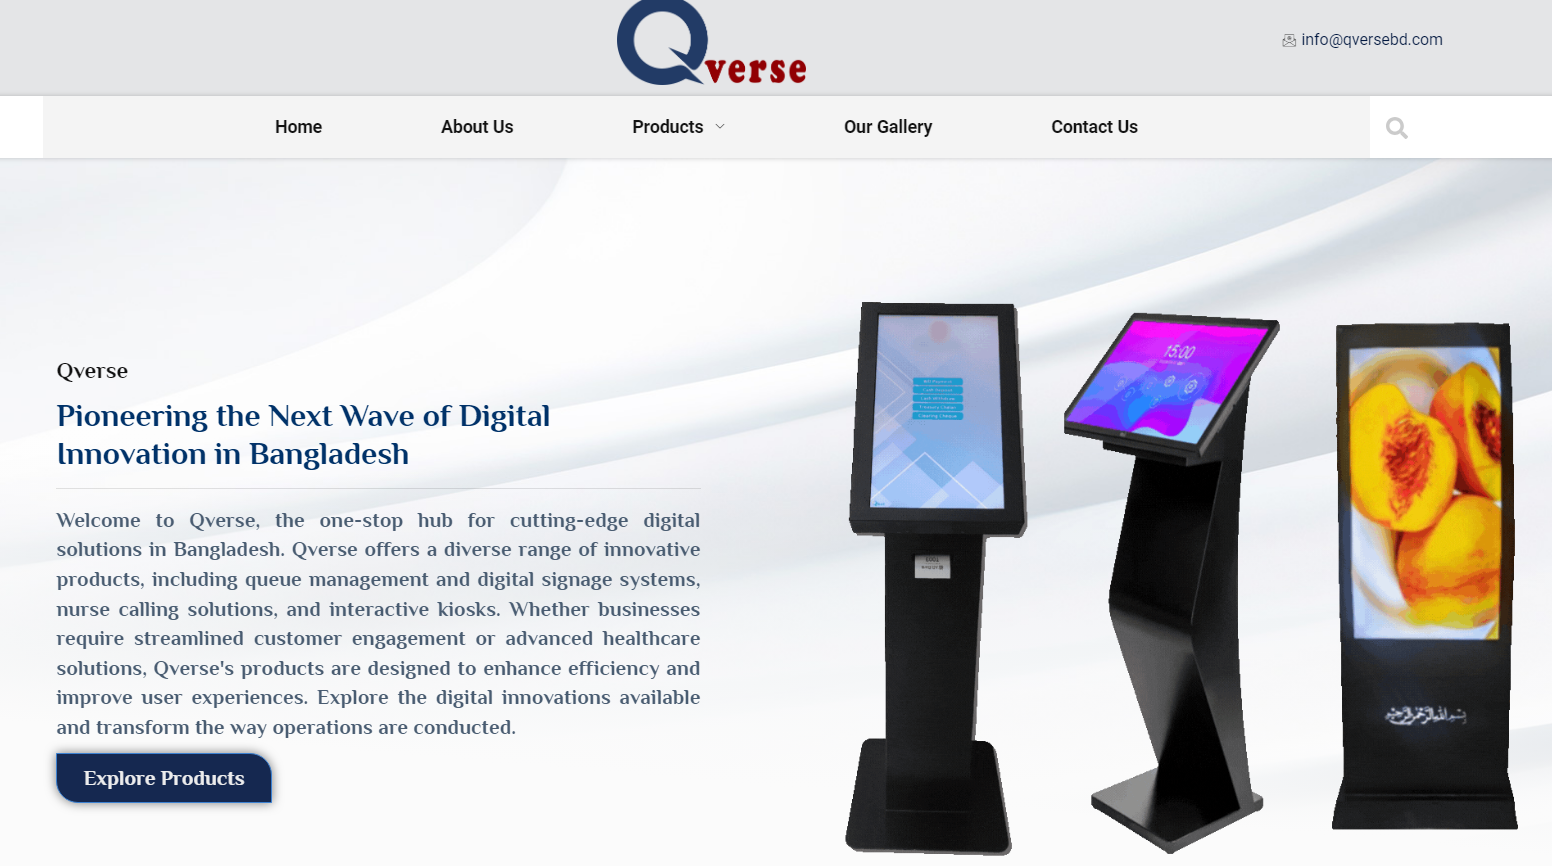 Qverse
info@qversebd.com
Home
About Us
Products
Our Gallery
Contact Us
Qverse
Pioneering the Next Wave of Digital
Innovation in Bangladesh
Welcome to Qverse, the one-stop hub for cutting-edge digital
solutions in Bangladesh. Qverse offers a diverse range of innovative
products, including queue management and digital signage systems,
nurse calling solutions, and interactive kiosks. Whether businesses
require streamlined customer engagement or advanced healthcare
solutions, Qverse's products are designed to enhance efficiency and
improve user experiences. Explore the digital innovations available
and transform the way operations are conducted.
Explore Products
15:00
بسم الله الرحمن الرحيم